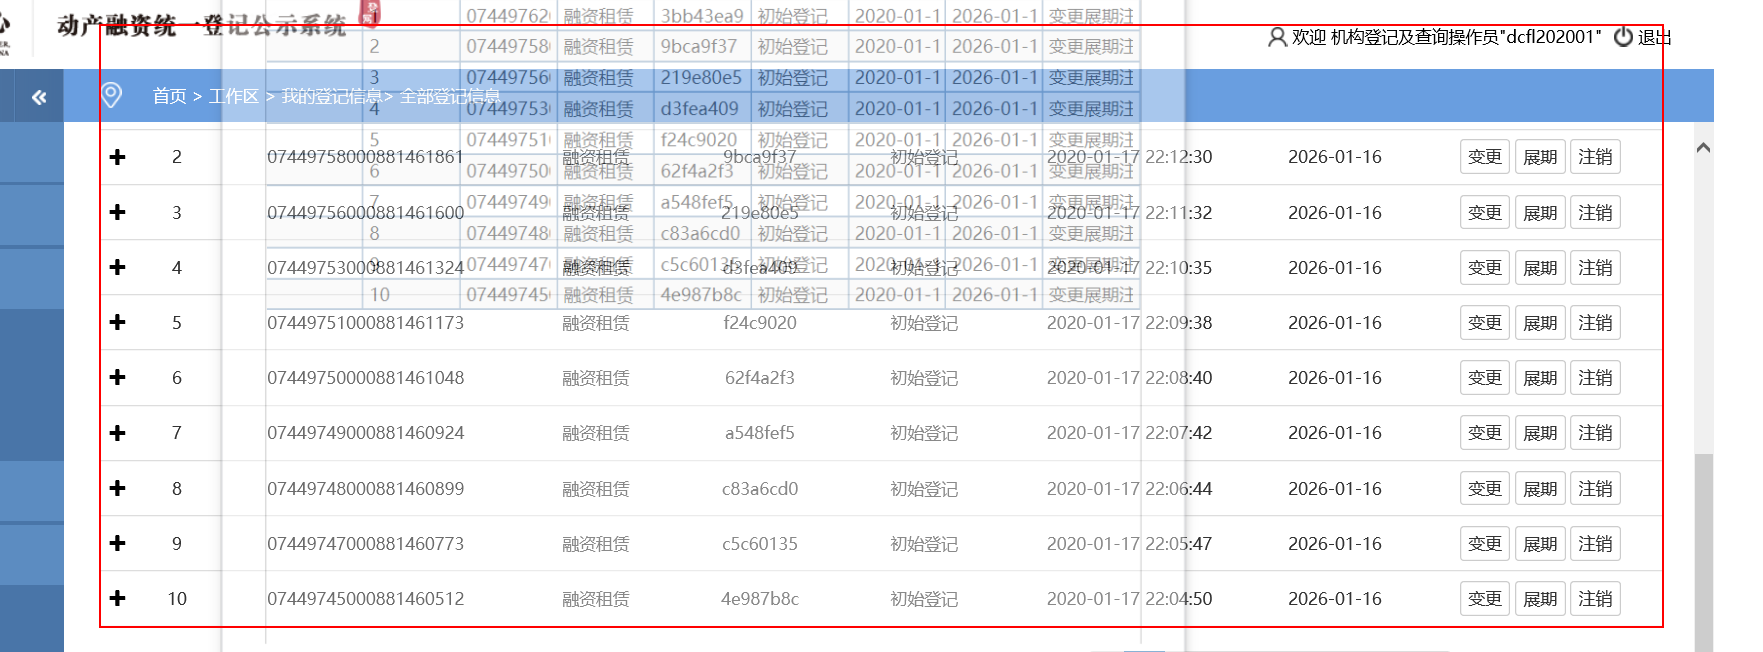 动产融资统一登记公示系统
欢迎 机构登记及查询操作员"dcfl202001" 退出
首页 > 工作区 > 我的登记信息> 全部登记信息
1 0744976 融资租赁 3bb43ea9 初始登记 2020-01-1 2026-01-1 变更展期注
2 07449758 融资租赁 9bca9f37 初始登记 2020-01-1 2026-01-1 变更展期注
3 07449756 融资租赁 219e80e5 初始登记 2020-01-1 2026-01-1 变更展期注
4 07449753 融资租赁 d3fea409 初始登记 2020-01-1 2026-01-1 变更展期注
5 07449751 融资租赁 f24c9020 初始登记 2020-01-1 2026-01-1 变更展期注
6 07449750 融资租赁 62f4a2f3 初始登记 2020-01-1 2026-01-1 变更展期注
7 07449749 融资租赁 a548fef5 初始登记 2020-01-1 2026-01-1 变更展期注
8 07449748 融资租赁 c83a6cd0 初始登记 2020-01-1 2026-01-1 变更展期注
9 07449747 融资租赁 c5c60135 初始登记 2020-01-1 2026-01-1 变更展期注
10 07449745 融资租赁 4e987b8c 初始登记 2020-01-1 2026-01-1 变更展期注
2 07449758000881461861 融资租赁 9bca9f37 初始登记 2020-01-17 22:12:30 2026-01-16 变更 展期 注销
3 07449756000881461600 融资租赁 219e80e5 初始登记 2020-01-17 22:11:32 2026-01-16 变更 展期 注销
4 07449753000881461324 融资租赁 d3fea409 初始登记 2020-01-17 22:10:35 2026-01-16 变更 展期 注销
5 07449751000881461173 融资租赁 f24c9020 初始登记 2020-01-17 22:09:38 2026-01-16 变更 展期 注销
6 07449750000881461048 融资租赁 62f4a2f3 初始登记 2020-01-17 22:08:40 2026-01-16 变更 展期 注销
7 07449749000881460924 融资租赁 a548fef5 初始登记 2020-01-17 22:07:42 2026-01-16 变更 展期 注销
8 07449748000881460899 融资租赁 c83a6cd0 初始登记 2020-01-17 22:06:44 2026-01-16 变更 展期 注销
9 07449747000881460773 融资租赁 c5c60135 初始登记 2020-01-17 22:05:47 2026-01-16 变更 展期 注销
10 07449745000881460512 融资租赁 4e987b8c 初始登记 2020-01-17 22:04:50 2026-01-16 变更 展期 注销